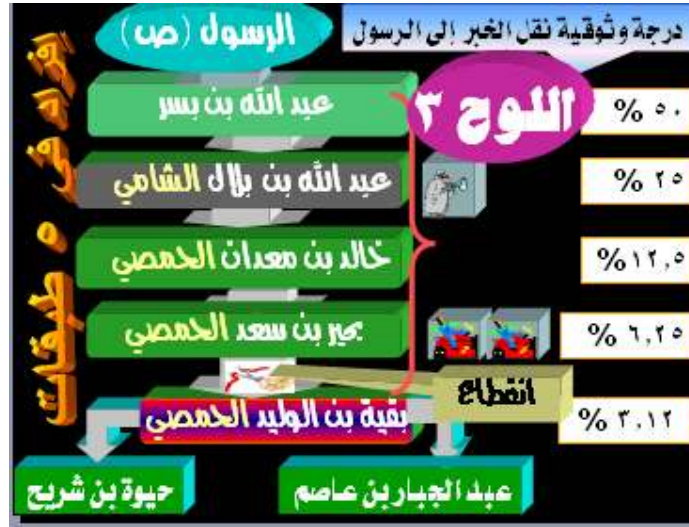 درجة وثوقية نقل الخبر إلى الرسول
الرسول (ص)
اللوح ٣
عبد الله بن بسر
٥٠ %
عبد الله بن بلال الشامي
٢٥ %
خالد بن معدان الحمصي
١٢,٥ %
بحير بن سعد الحمصي
٦,٢٥ %
انقطاع
بقية بن الوليد الحمصي
٣,١٢ %
عبد الجبار بن عاصم
حيوة بن شريح
في ٥ طبقات